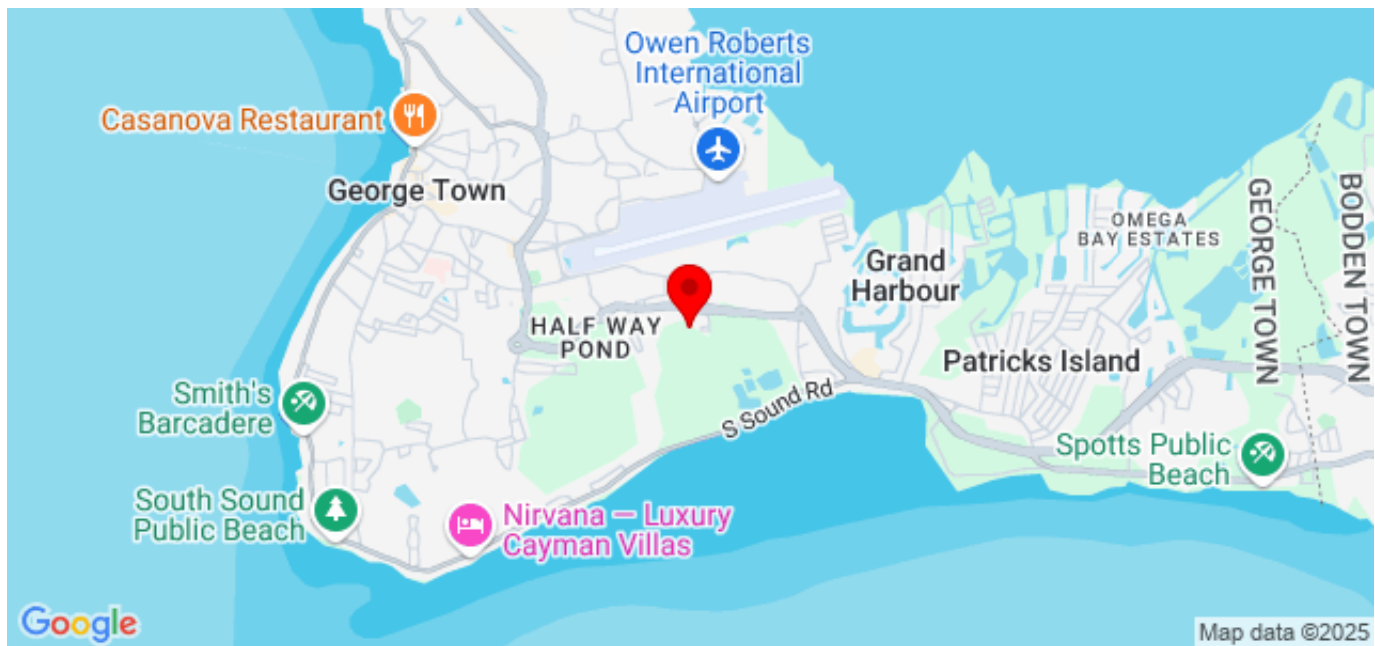 Owen Roberts
International
Airport
Casanova Restaurant
George Town
OMEGA
BAY ESTATES
GEORGE TOWN
BODDEN TOWN
Grand
Harbour
HALF WAY
POND
Patricks Island
Smith's
Barcadere
S Sound Rd
Spotts Public
Beach
South Sound
Public Beach
Nirvana — Luxury
Cayman Villas
Google
Map data ©2025